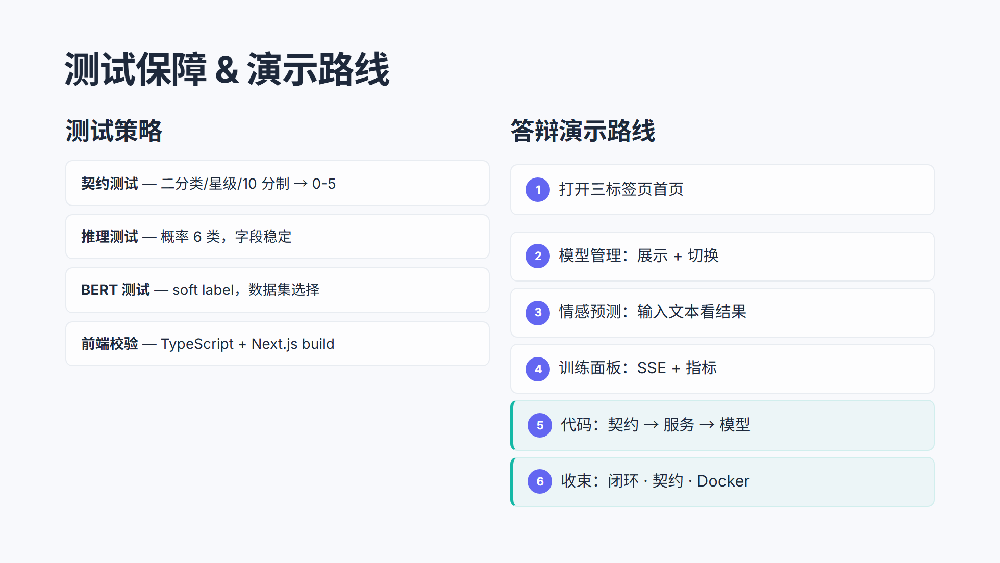 测试保障 & 演示路线
测试策略
契约测试 — 二分类/星级/10 分制 → 0-5
推理测试 — 概率 6 类，字段稳定
BERT 测试 — soft label，数据集选择
前端校验 — TypeScript + Next.js build
答辩演示路线
1 打开三标签页首页
2 模型管理：展示 + 切换
3 情感预测：输入文本看结果
4 训练面板：SSE + 指标
5 代码：契约 → 服务 → 模型
6 收束：闭环 · 契约 · Docker